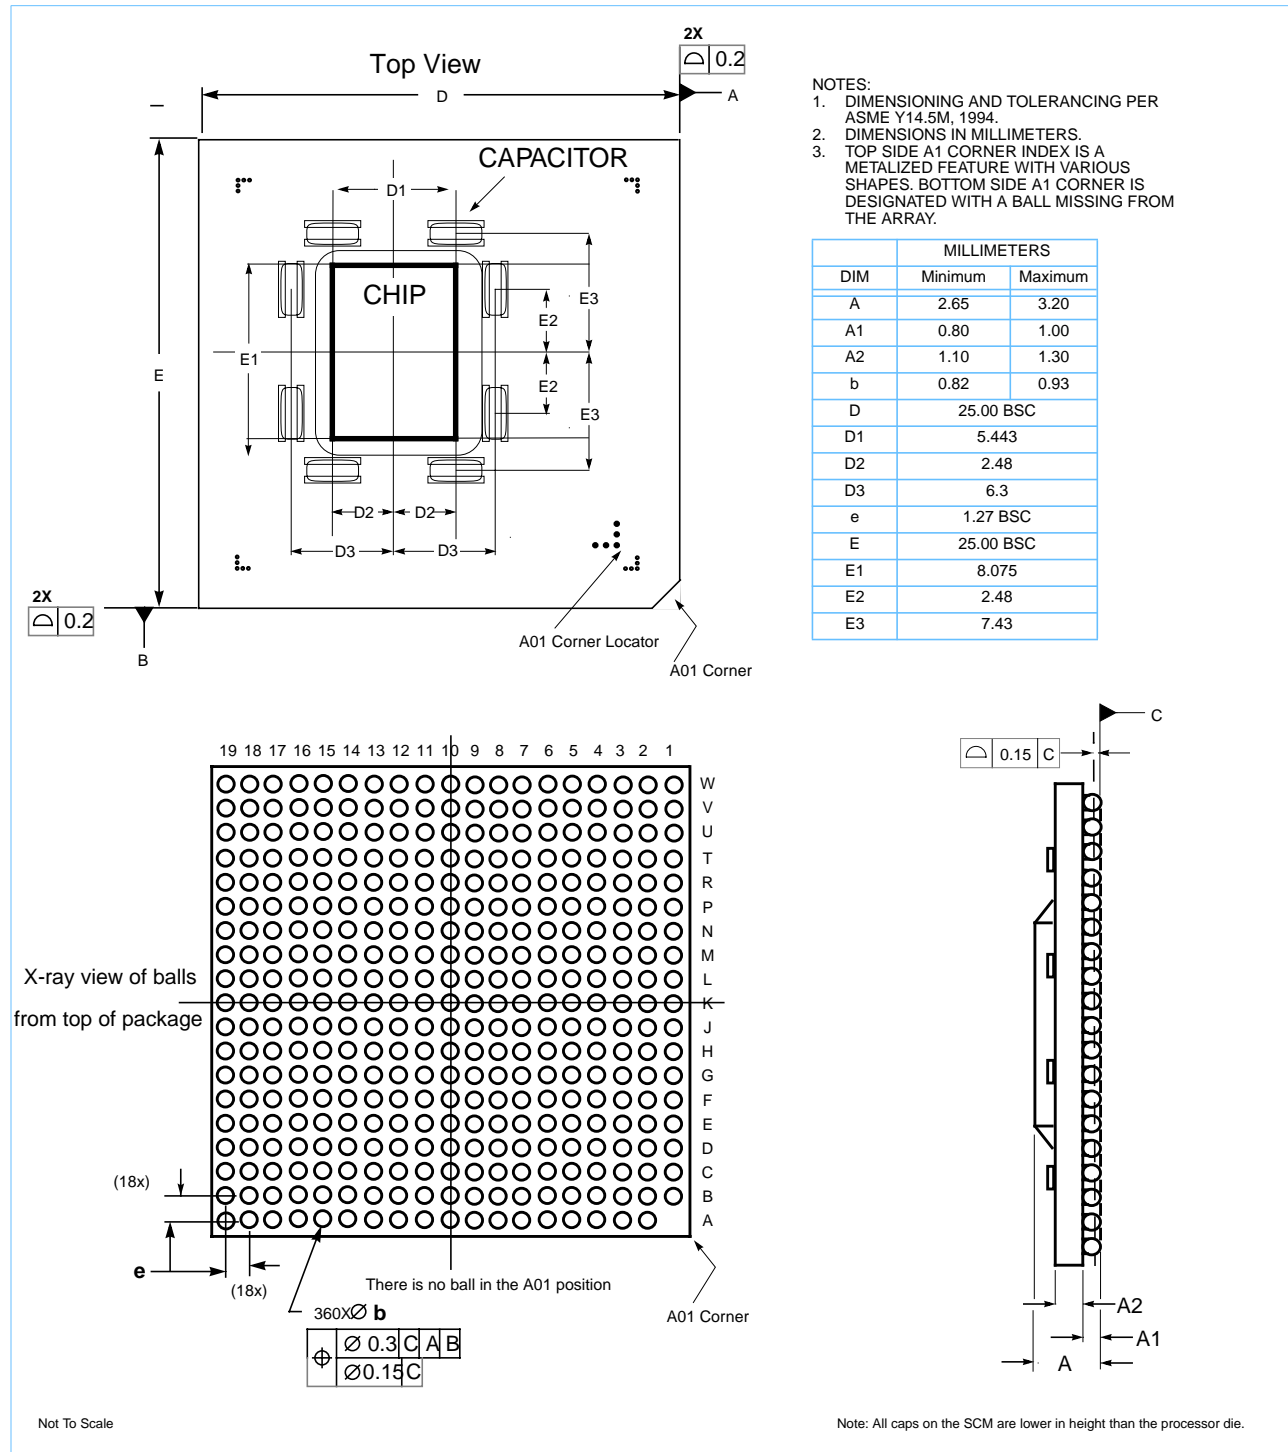 2X
0.2
Top View
D
A
CAPACITOR
D1
CHIP
E3
E2
E1
E
E2
E3
D2
D2
D3
D3
2X
0.2
B
A01 Corner Locator
A01 Corner
NOTES:
1. DIMENSIONING AND TOLERANCING PER
ASME Y14.5M, 1994.
2. DIMENSIONS IN MILLIMETERS.
3. TOP SIDE A1 CORNER INDEX IS A
METALIZED FEATURE WITH VARIOUS
SHAPES. BOTTOM SIDE A1 CORNER IS
DESIGNATED WITH A BALL MISSING FROM
THE ARRAY.
MILLIMETERS
DIM Minimum Maximum
A 2.65 3.20
A1 0.80 1.00
A2 1.10 1.30
b 0.82 0.93
D 25.00 BSC
D1 5.443
D2 2.48
D3 6.3
e 1.27 BSC
E 25.00 BSC
E1 8.075
E2 2.48
E3 7.43
19 18 17 16 15 14 13 12 11 10 9 8 7 6 5 4 3 2 1
W
V
U
T
R
P
N
M
L
K
J
H
G
F
E
D
C
B
A
X-ray view of balls
from top of package
(18x)
e
(18x)
There is no ball in the A01 position
A01 Corner
360X∅ b
∅ 0.3 C A B
∅0.15 C
C
0.15 C
A2
A1
A
Not To Scale
Note: All caps on the SCM are lower in height than the processor die.